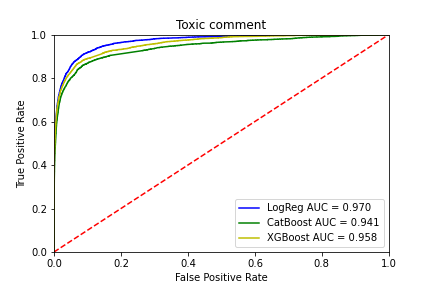 Toxic comment
True Positive Rate
1.0
0.8
0.6
0.4
0.2
0.0
LogReg AUC = 0.970
CatBoost AUC = 0.941
XGBoost AUC = 0.958
0.0 0.2 0.4 0.6 0.8 1.0
False Positive Rate